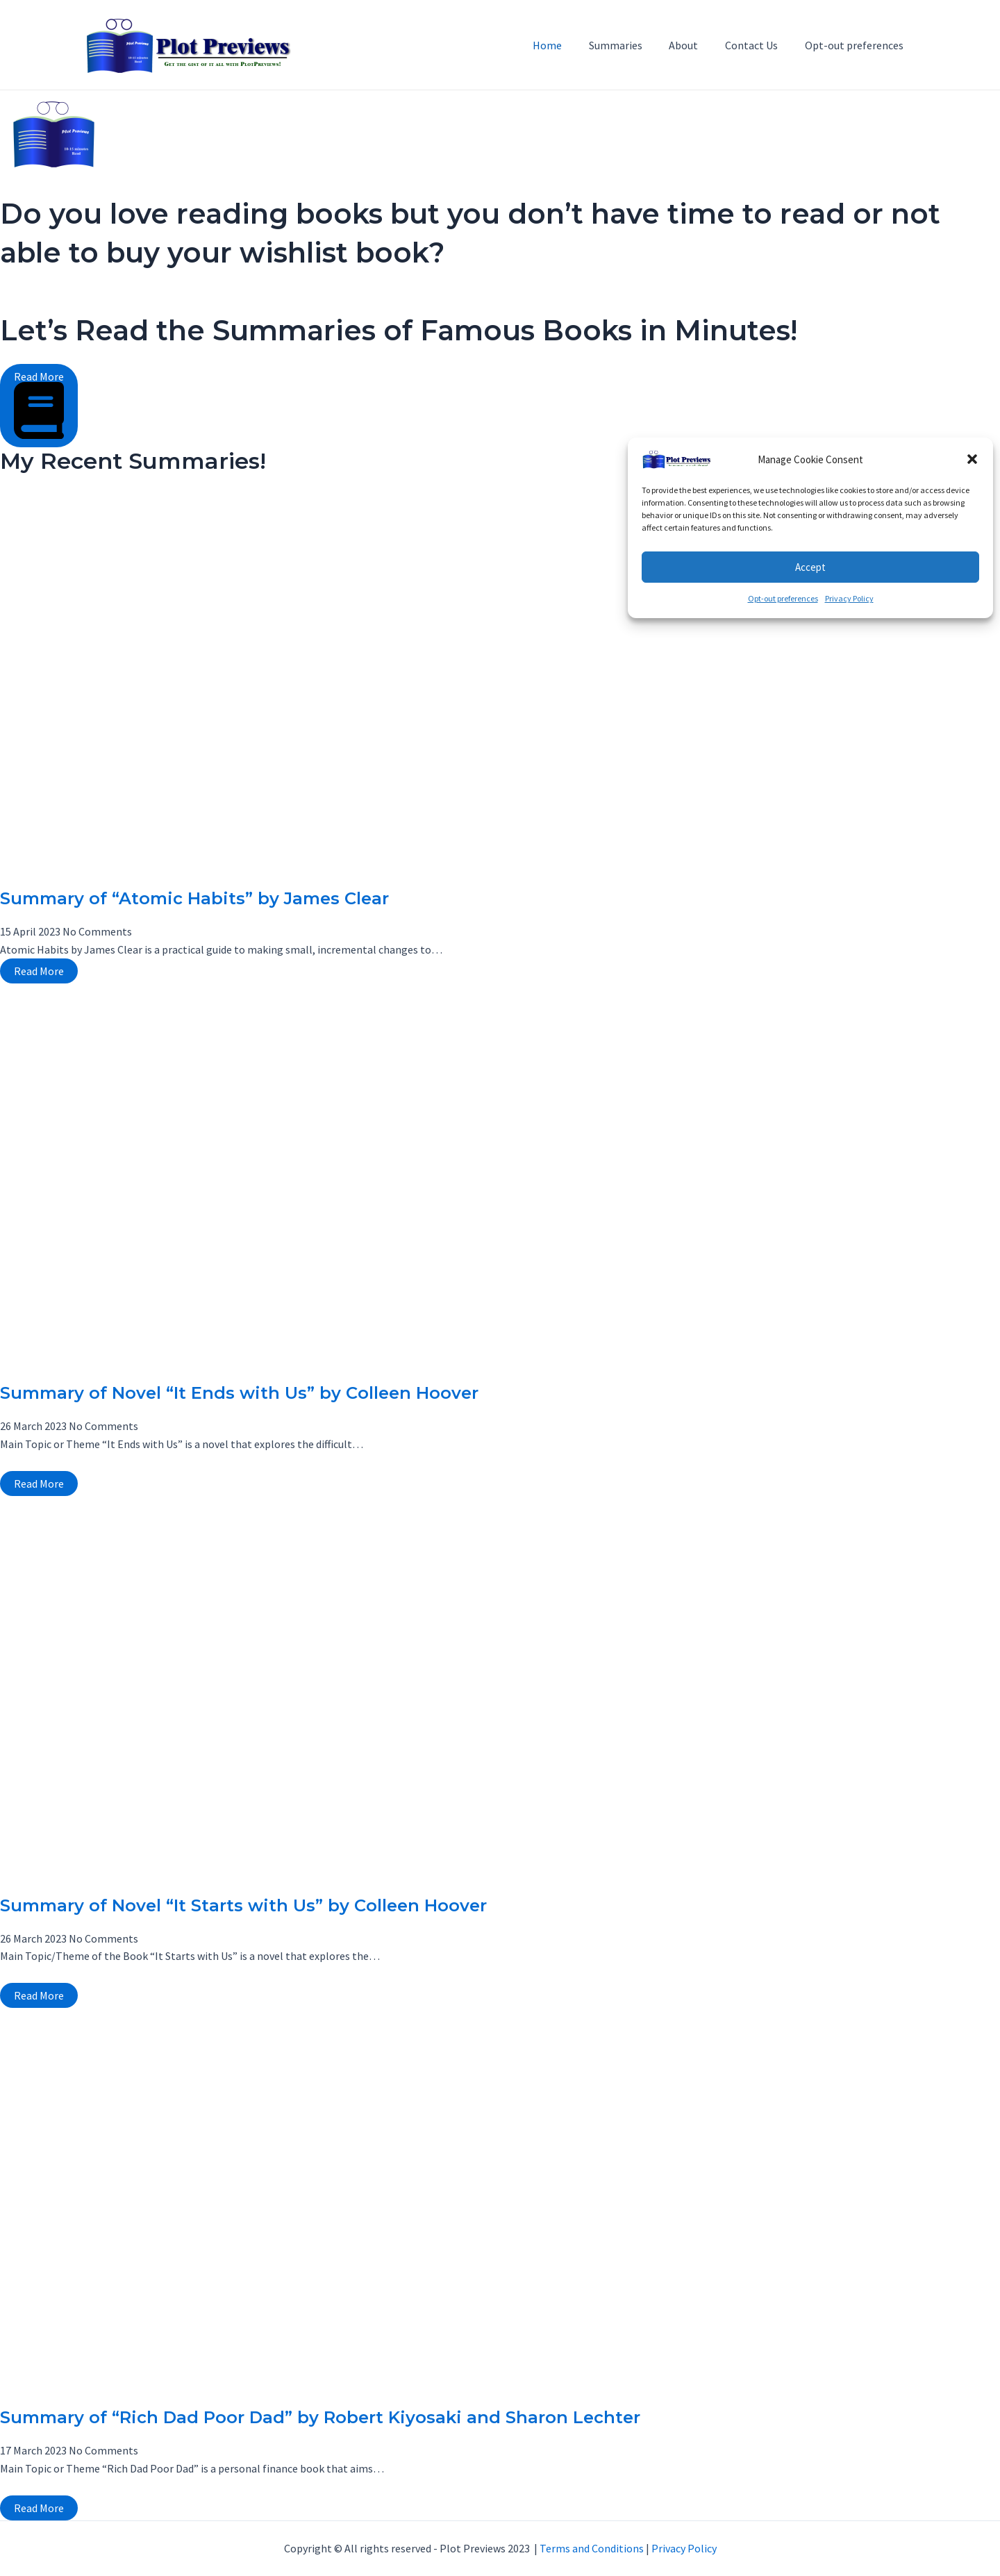 Plot Previews
Get the gist of it all with PlotPreviews!
Home
Summaries
About
Contact Us
Opt-out preferences
Plot Previews
Do you love reading books but you don’t have time to read or not
able to buy your wishlist book?
Let’s Read the Summaries of Famous Books in Minutes!
Read More
My Recent Summaries!
Plot Previews
Manage Cookie Consent
To provide the best experiences, we use technologies like cookies to store and/or access device
information. Consenting to these technologies will allow us to process data such as browsing
behavior or unique IDs on this site. Not consenting or withdrawing consent, may adversely
affect certain features and functions.
Accept
Opt-out preferences Privacy Policy
Summary of “Atomic Habits” by James Clear
15 April 2023 No Comments
Atomic Habits by James Clear is a practical guide to making small, incremental changes to…
Read More
Summary of Novel “It Ends with Us” by Colleen Hoover
26 March 2023 No Comments
Main Topic or Theme “It Ends with Us” is a novel that explores the difficult…
Read More
Summary of Novel “It Starts with Us” by Colleen Hoover
26 March 2023 No Comments
Main Topic/Theme of the Book “It Starts with Us” is a novel that explores the…
Read More
Summary of “Rich Dad Poor Dad” by Robert Kiyosaki and Sharon Lechter
17 March 2023 No Comments
Main Topic or Theme “Rich Dad Poor Dad” is a personal finance book that aims…
Read More
Copyright © All rights reserved - Plot Previews 2023 | Terms and Conditions | Privacy Policy